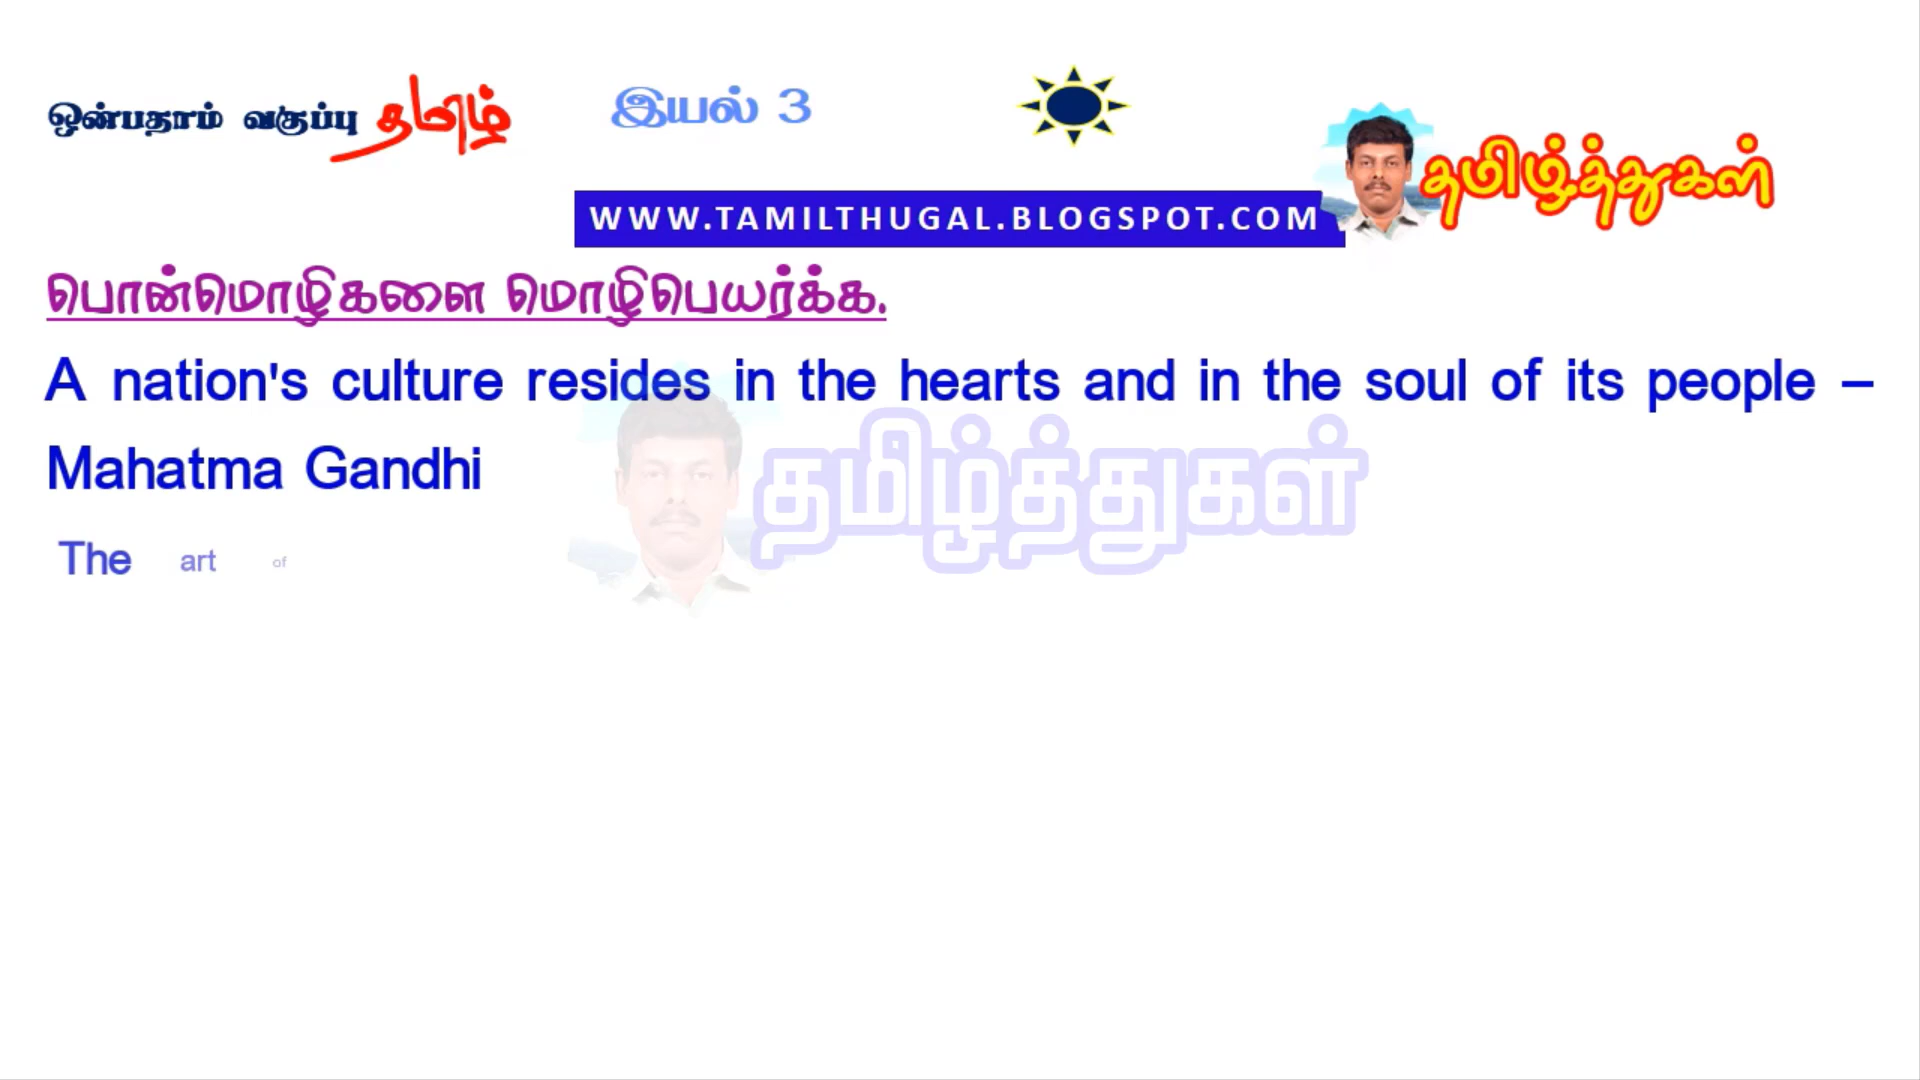 ஒன்பதாம் வகுப்பு தமிழ்
இயல் 3
தமிழ்த்துகள்
WWW.TAMILTHUGAL.BLOGSPOT.COM
பொன்மொழிகளை மொழிபெயர்க்க.
A nation's culture resides in the hearts and in the soul of its people –
Mahatma Gandhi
தமிழ்த்துகள்
The art of